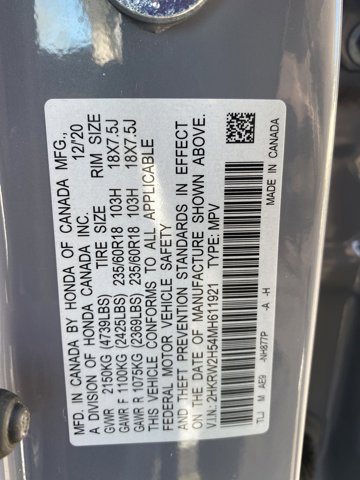 MFD. IN CANADA BY HONDA OF CANADA MFG.,
A DIVISION OF HONDA CANADA INC. 12/20
TIRE SIZE RIM SIZE
GVWR 2150KG (4739LBS)
GAWR F 1100KG (2425LBS) 235/60R18 103H 18X7.5J
GAWR R 1075KG (2369LBS) 235/60R18 103H 18X7.5J
THIS VEHICLE CONFORMS TO ALL APPLICABLE
FEDERAL MOTOR VEHICLE SAFETY
AND THEFT PREVENTION STANDARDS IN EFFECT
ON THE DATE OF MANUFACTURE SHOWN ABOVE.
V.I.N: 2HKRW2H54MH611921 TYPE: MPV
TLJ M AE9 -NH877P -A -H
MADE IN CANADA